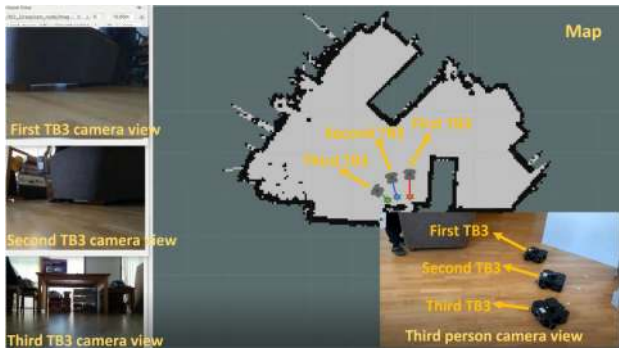 First TB3 camera view
Second TB3 camera view
Third TB3 camera view
Map
First TB3
Second TB3
Third TB3
First TB3
Second TB3
Third TB3
Third person camera view